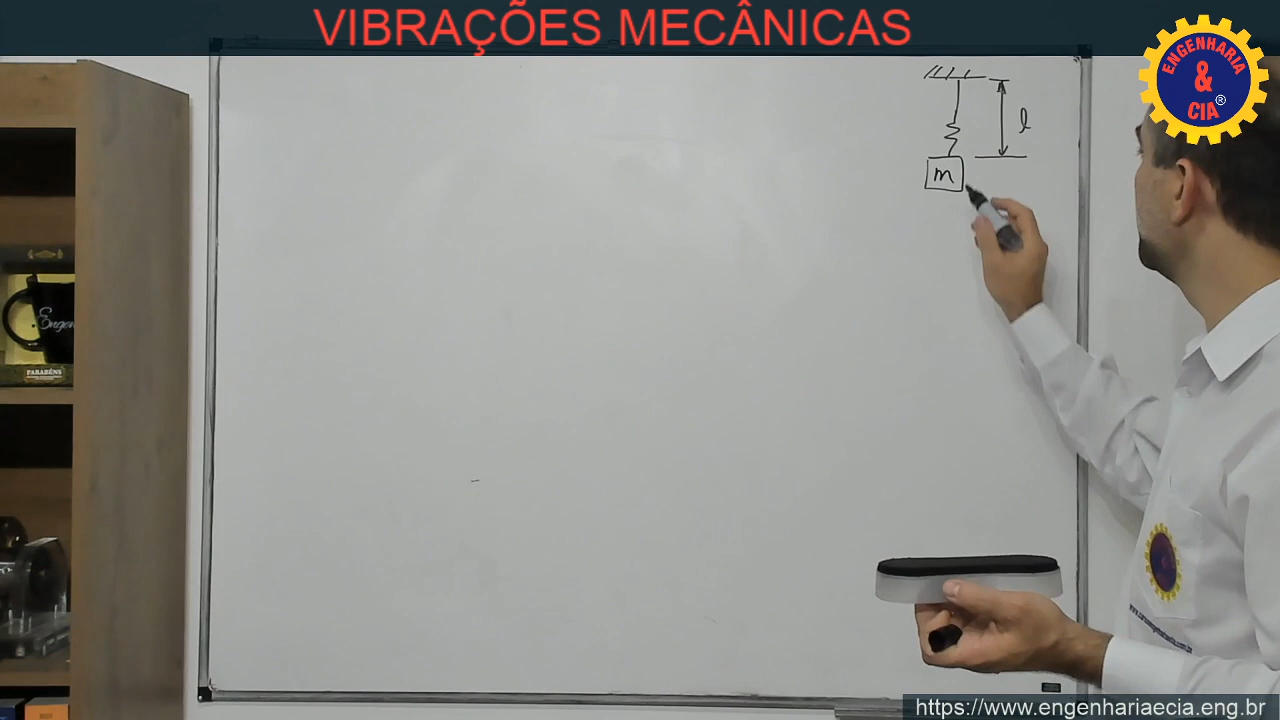 VIBRAÇÕES MECÂNICAS
ENGENHARIA
&
CIA®
l
m
PARABÉNS
https://www.engenhariaecia.eng.br